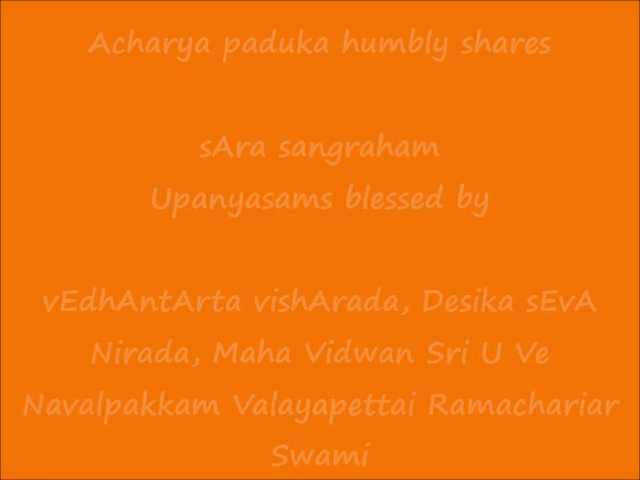 Acharya paduka humbly shares
sAra sangraham
Upanyasams blessed by
vEdhAntArta vishArada, Desika sEvA
Nirada, Maha Vidwan Sri U Ve
Navalpakkam Valayapettai Ramachariar
Swami